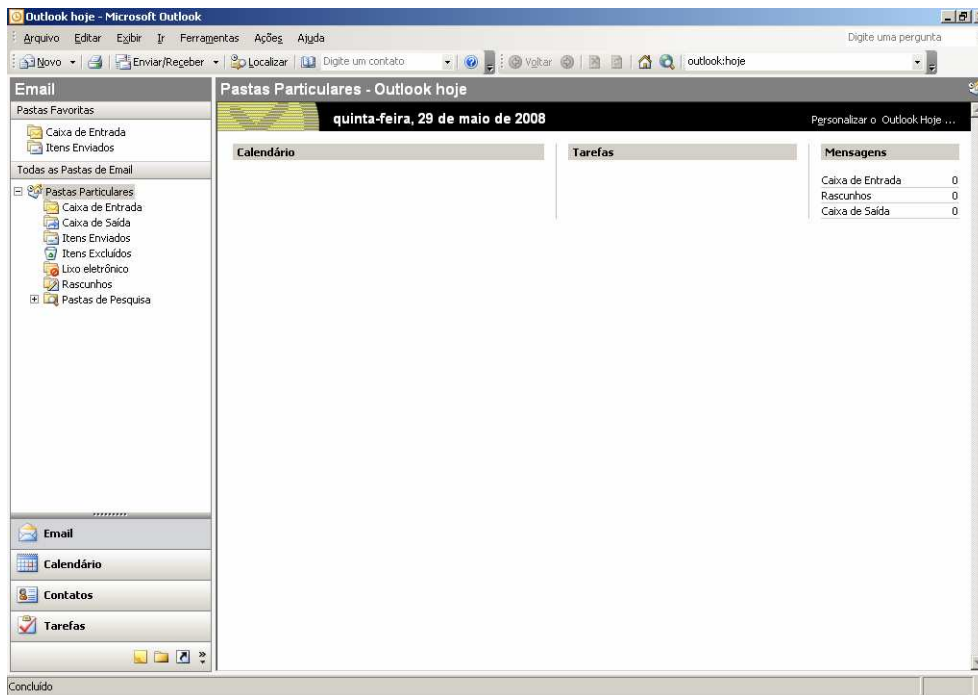 Outlook hoje - Microsoft Outlook
Arquivo Editar Exibir Ir Ferramentas Ações Ajuda Digite uma pergunta
Novo Enviar/Receber Localizar Digite um contato Voltar outlook:hoje
Email
Pastas Favoritas
Caixa de Entrada
Itens Enviados
Todas as Pastas de Email
Pastas Particulares
Caixa de Entrada
Caixa de Saída
Itens Enviados
Itens Excluídos
Lixo eletrônico
Rascunhos
Pastas de Pesquisa
Email
Calendário
Contatos
Tarefas
Pastas Particulares - Outlook hoje
quinta-feira, 29 de maio de 2008 Personalizar o Outlook Hoje ...
Calendário Tarefas Mensagens
Caixa de Entrada 0
Rascunhos 0
Caixa de Saída 0
Concluído